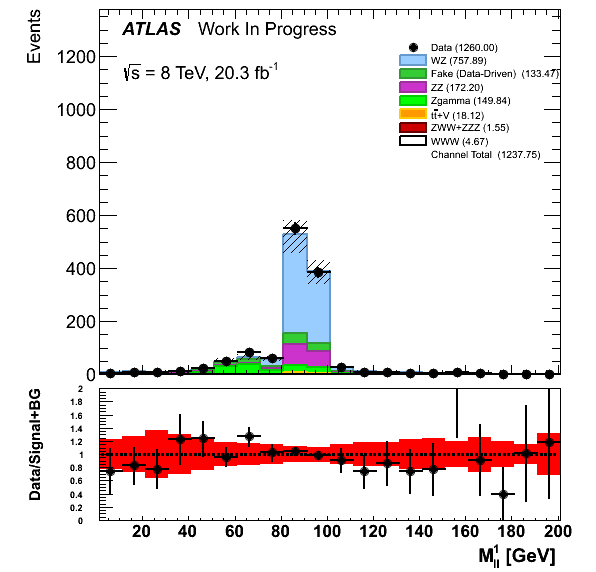 ATLAS Work In Progress
√s = 8 TeV, 20.3 fb⁻¹
Data (1260.00)
WZ (757.89)
Fake (Data-Driven) (133.47)
ZZ (172.20)
Zgamma (149.84)
tt̄+V (18.12)
ZWW+ZZZ (1.55)
WWW (4.67)
Channel Total (1237.75)
Events
1200
1000
800
600
400
200
0
Data/Signal+BG
2
1.8
1.6
1.4
1.2
1
0.8
0.6
0.4
0.2
0
20 40 60 80 100 120 140 160 180 200
M¹ll [GeV]